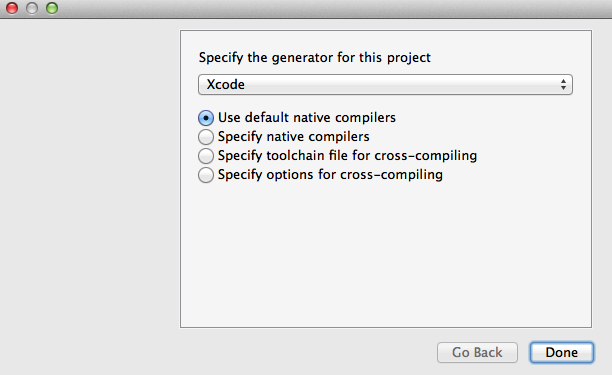 Specify the generator for this project
Xcode
Use default native compilers
Specify native compilers
Specify toolchain file for cross-compiling
Specify options for cross-compiling
Go Back
Done